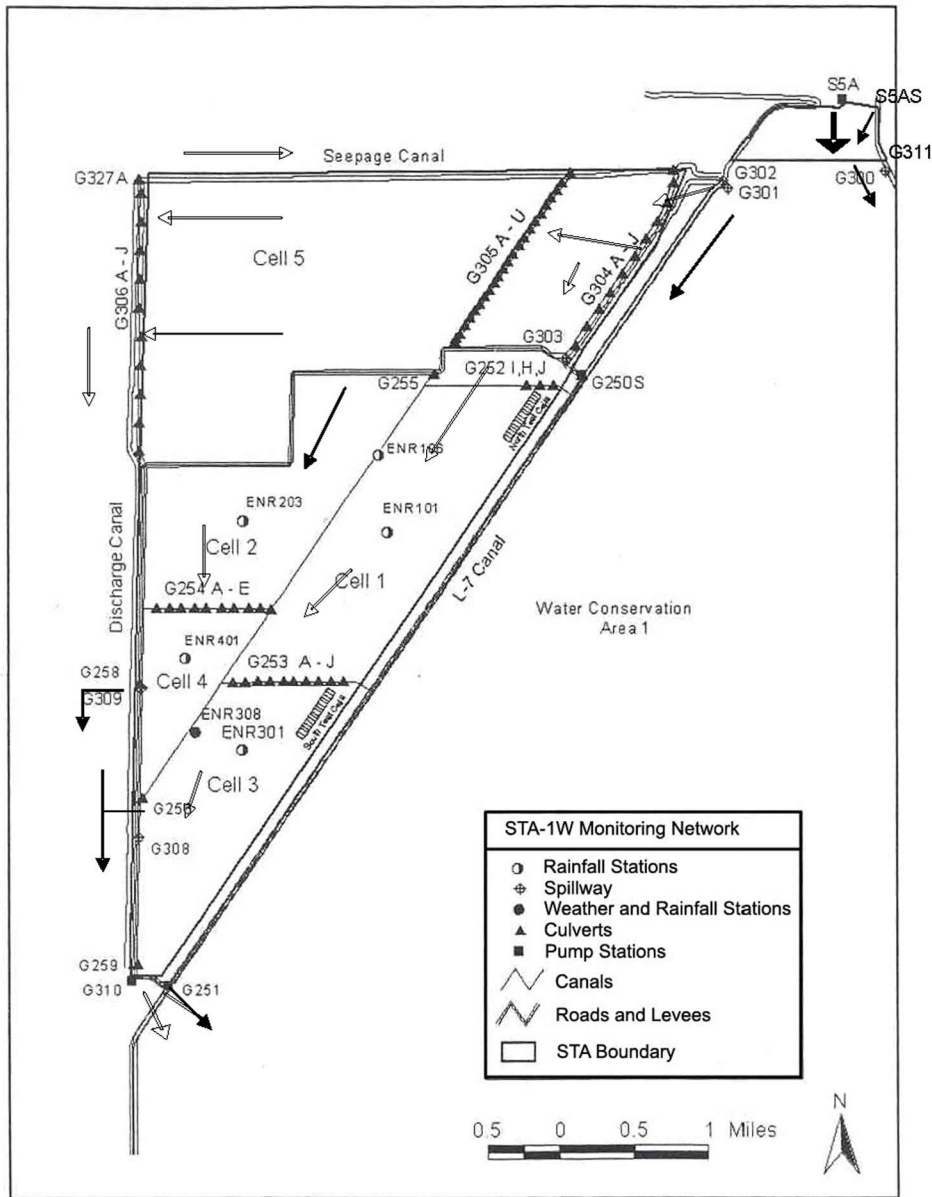 S5A
S5AS
G311
G300
G302
G301
Seepage Canal
G327A
G306 A - J
Cell 5
G305 A - U
G304 A - J
G303
G252 I,H,J
G255
G250S
North Test Cells
ENR203
ENR101
Cell 2
Cell 1
G254 A - E
L-7 Canal
Water Conservation
Area 1
Discharge Canal
ENR401
G253 A - J
G258
Cell 4
G309
South Test Cells
ENR308
ENR301
Cell 3
G308
G259
G310
G251
STA-1W Monitoring Network
Rainfall Stations
Spillway
Weather and Rainfall Stations
Culverts
Pump Stations
Canals
Roads and Levees
STA Boundary
N
0.5 0 0.5 1 Miles